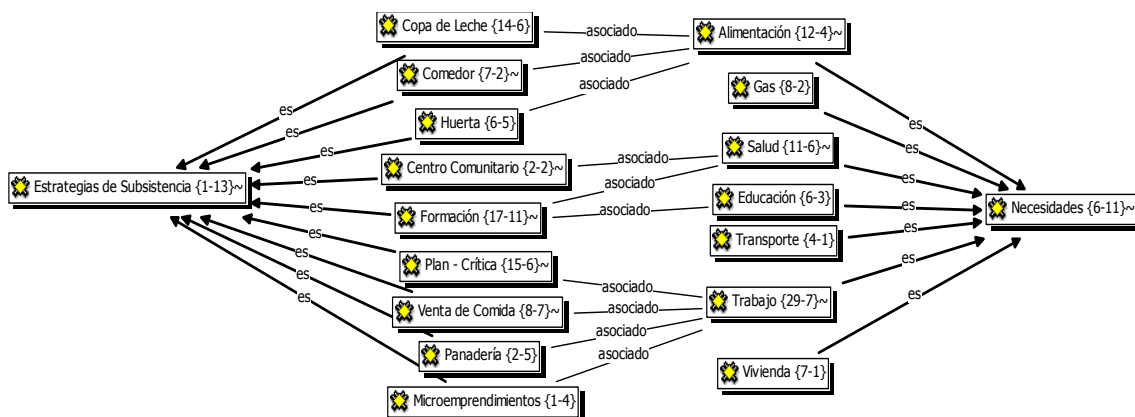 Copa de Leche {14-6}
asociado
Alimentación {12-4}~
asociado
Comedor {7-2}~
asociado
Gas {8-2}
es
es
Huerta {6-5}
es
es
es
Salud {11-6}~
es
asociado
Centro Comunitario {2-2}~
es
es
Estrategias de Subsistencia {1-13}~
asociado
Educación {6-3}
es
Necesidades {6-11}~
Formación {17-11}~
es
asociado
Transporte {4-1}
es
es
Plan - Crítica {15-6}~
es
es
asociado
Trabajo {29-7}~
es
es
Venta de Comida {8-7}~
asociado
asociado
Panadería {2-5}
asociado
Vivienda {7-1}
Microemprendimientos {1-4}